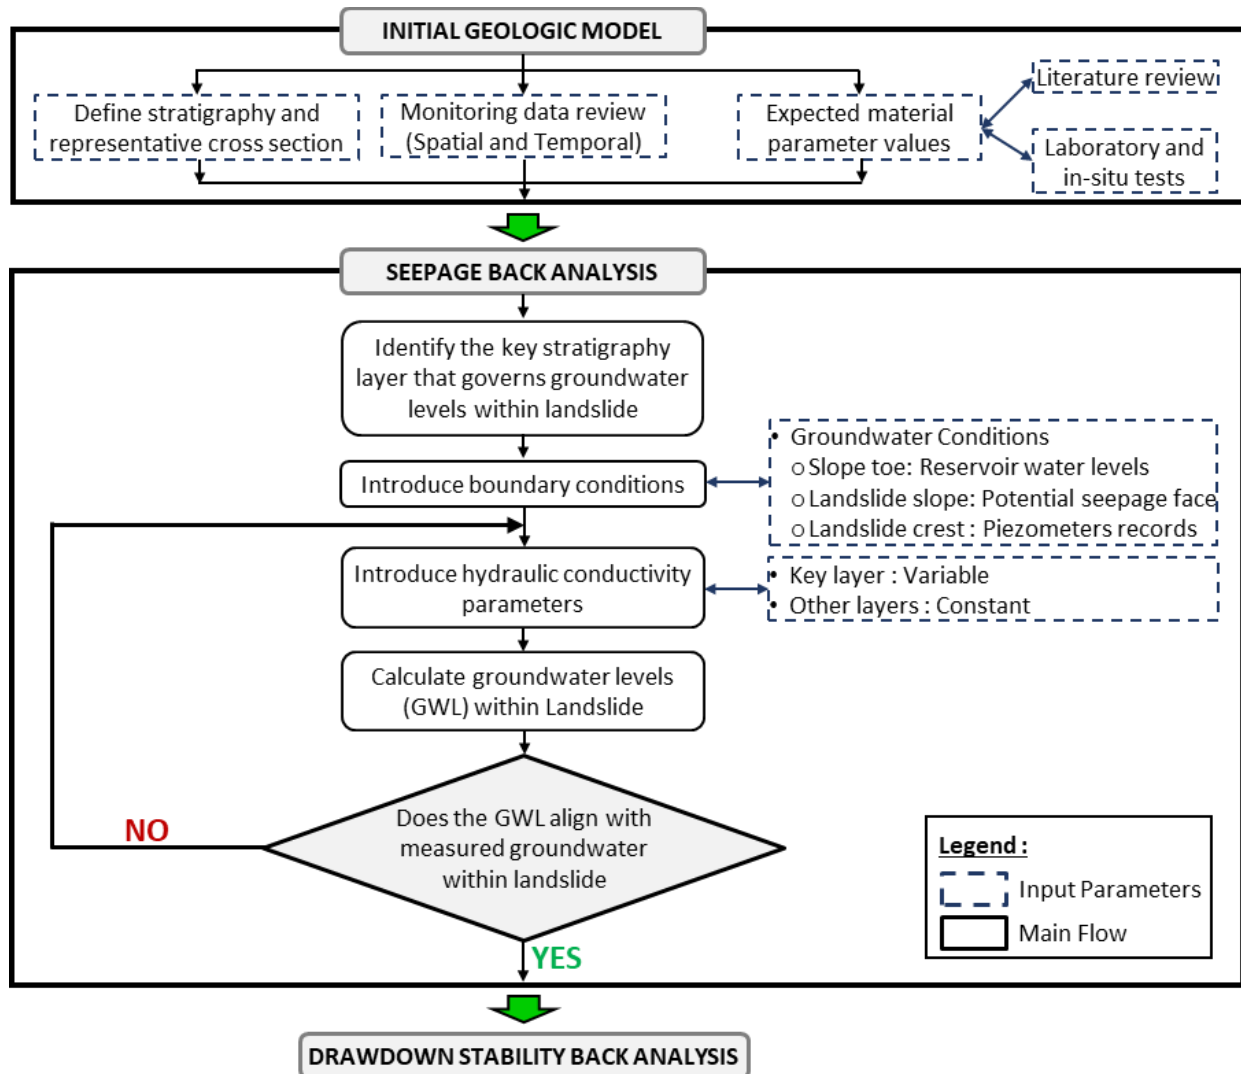 INITIAL GEOLOGIC MODEL
Define stratigraphy and
representative cross section
Monitoring data review
(Spatial and Temporal)
Expected material
parameter values
Literature review
Laboratory and
in-situ tests
SEEPAGE BACK ANALYSIS
Identify the key stratigraphy
layer that governs groundwater
levels within landslide
Introduce boundary conditions
• Groundwater Conditions
o Slope toe: Reservoir water levels
o Landslide slope: Potential seepage face
o Landslide crest : Piezometers records
Introduce hydraulic conductivity
parameters
• Key layer : Variable
• Other layers : Constant
Calculate groundwater levels
(GWL) within Landslide
Does the GWL align with
measured groundwater
within landslide
NO
YES
Legend :
Input Parameters
Main Flow
DRAWDOWN STABILITY BACK ANALYSIS